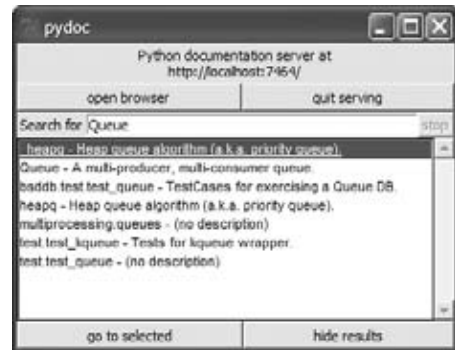 pydoc
Python documentation server at
http://localhost:7464/
open browser
quit serving
Search for Queue
stop
_heapq - Heap queue algorithm (a.k.a. priority queue).
Queue - A multi-producer, multi-consumer queue.
bsddb.test.test_queue - TestCases for exercising a Queue DB.
heapq - Heap queue algorithm (a.k.a. priority queue).
multiprocessing.queues - (no description)
test.test_kqueue - Tests for kqueue wrapper.
test.test_queue - (no description)
go to selected
hide results